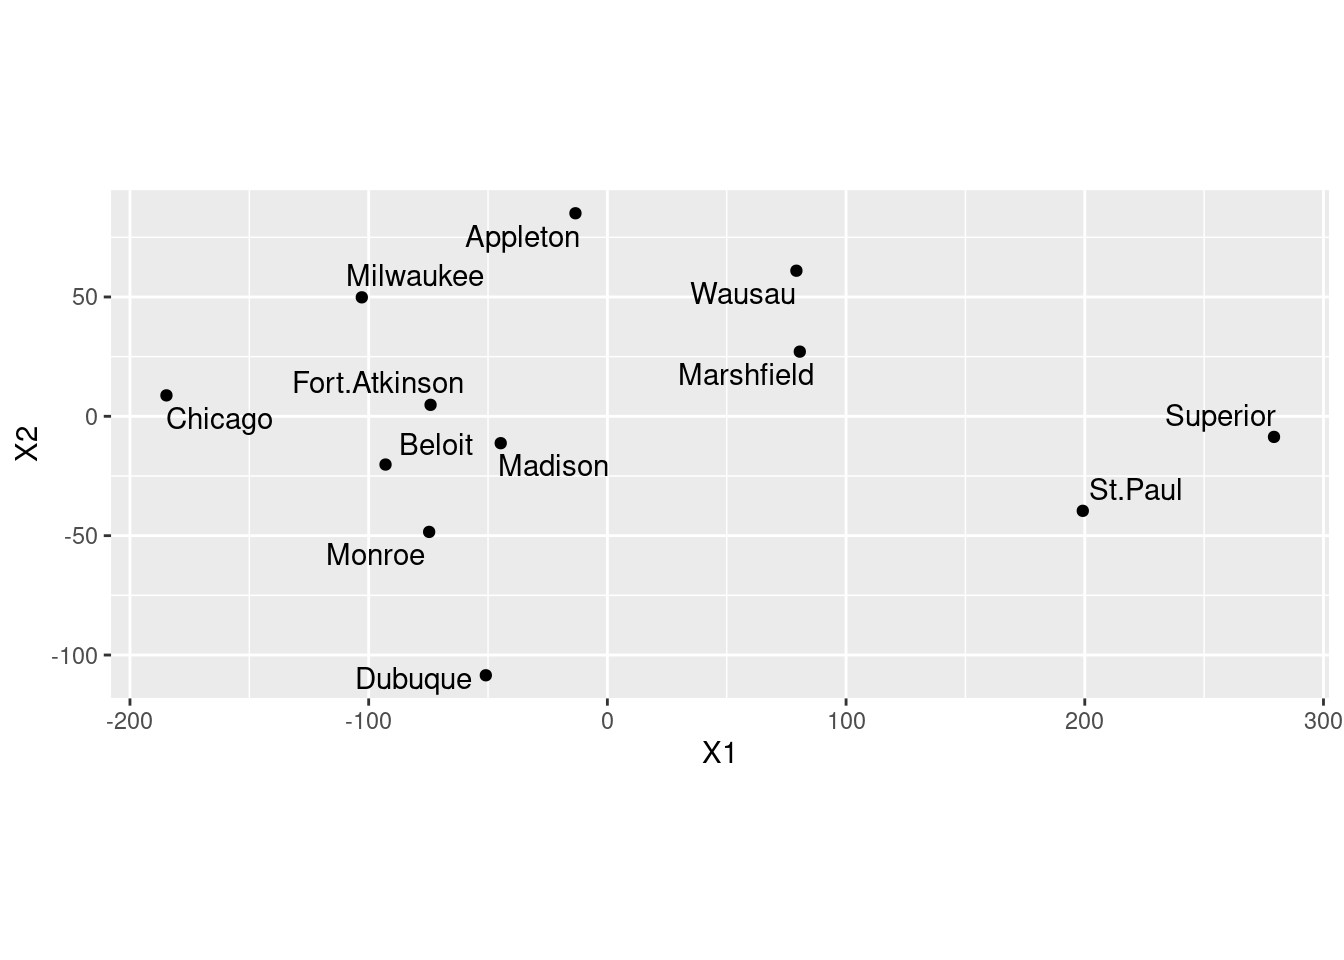 Appleton
Milwaukee
Wausau
50
Marshfield
Fort.Atkinson
Chicago
0
Superior
Beloit
Madison
X2
St.Paul
-50
Monroe
-100
Dubuque
-200 -100 0 100 200 300
X1